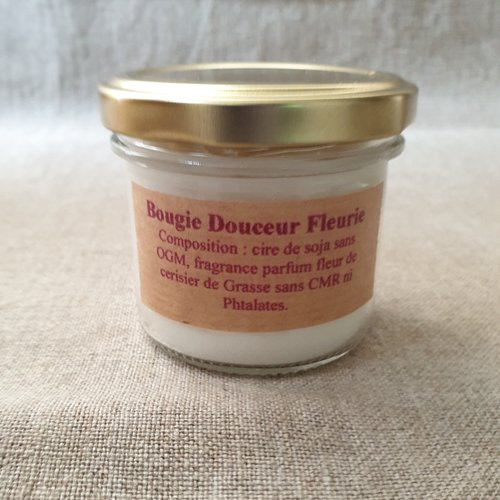 Bougie Douceur Fleurie
Composition : cire de soja sans
OGM, fragrance parfum fleur de
cerisier de Grasse sans CMR ni
Phtalates.